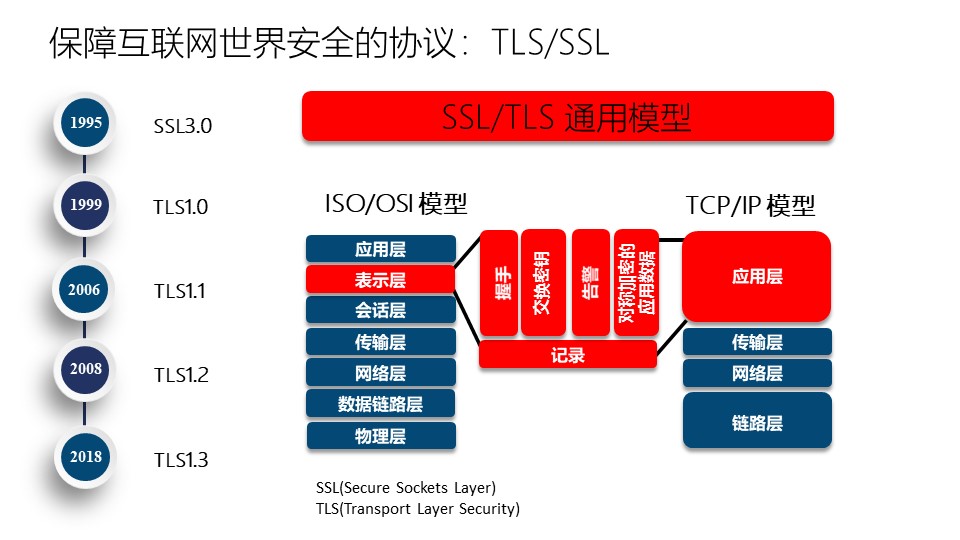 保障互联网世界安全的协议：TLS/SSL
1995
SSL3.0
1999
TLS1.0
2006
TLS1.1
2008
TLS1.2
2018
TLS1.3
SSL/TLS 通用模型
ISO/OSI 模型
应用层
表示层
会话层
传输层
网络层
数据链路层
物理层
握手
交换密钥
告警
对称加密的
应用数据
记录
TCP/IP 模型
应用层
传输层
网络层
链路层
SSL(Secure Sockets Layer)
TLS(Transport Layer Security)